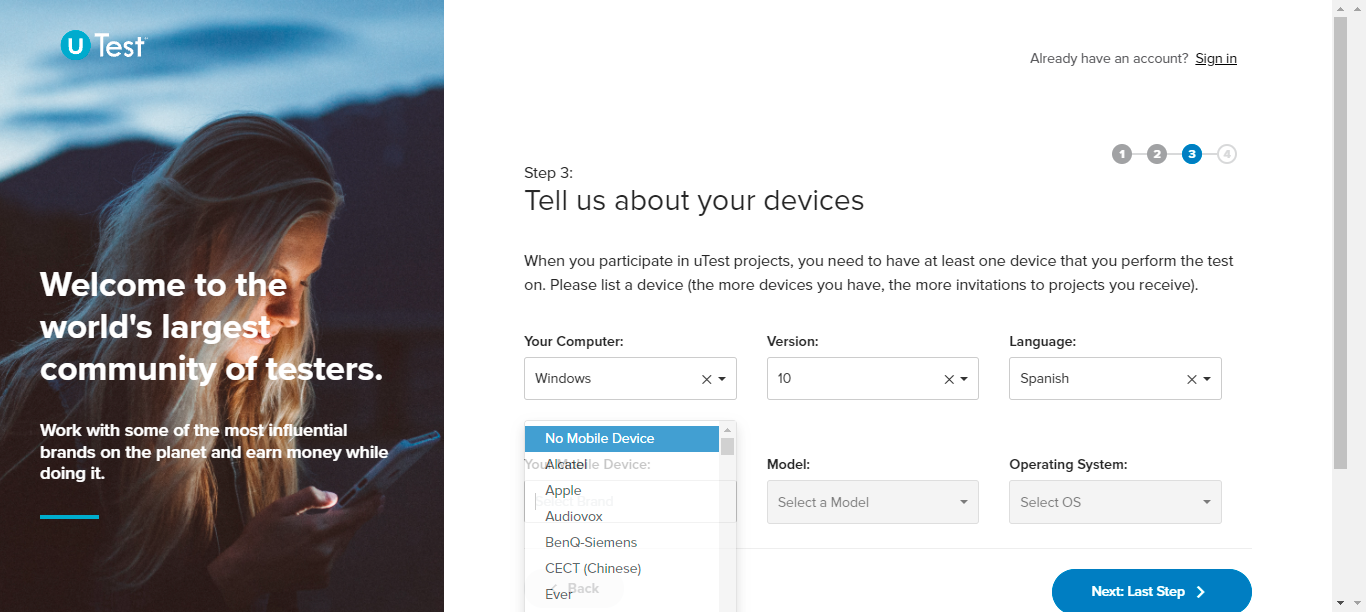 uTest
Already have an account? Sign in
1 2 3 4
Step 3:
Tell us about your devices
Welcome to the
world's largest
community of testers.
Work with some of the most influential
brands on the planet and earn money while
doing it.
When you participate in uTest projects, you need to have at least one device that you perform the test
on. Please list a device (the more devices you have, the more invitations to projects you receive).
Your Computer: Version: Language:
Windows 10 Spanish
No Mobile Device
Your Mobile Device: Model: Operating System:
Alcatel
Apple
Select Brand Select a Model Select OS
Audiovox
BenQ-Siemens
CECT (Chinese)
Back Next: Last Step
Ever